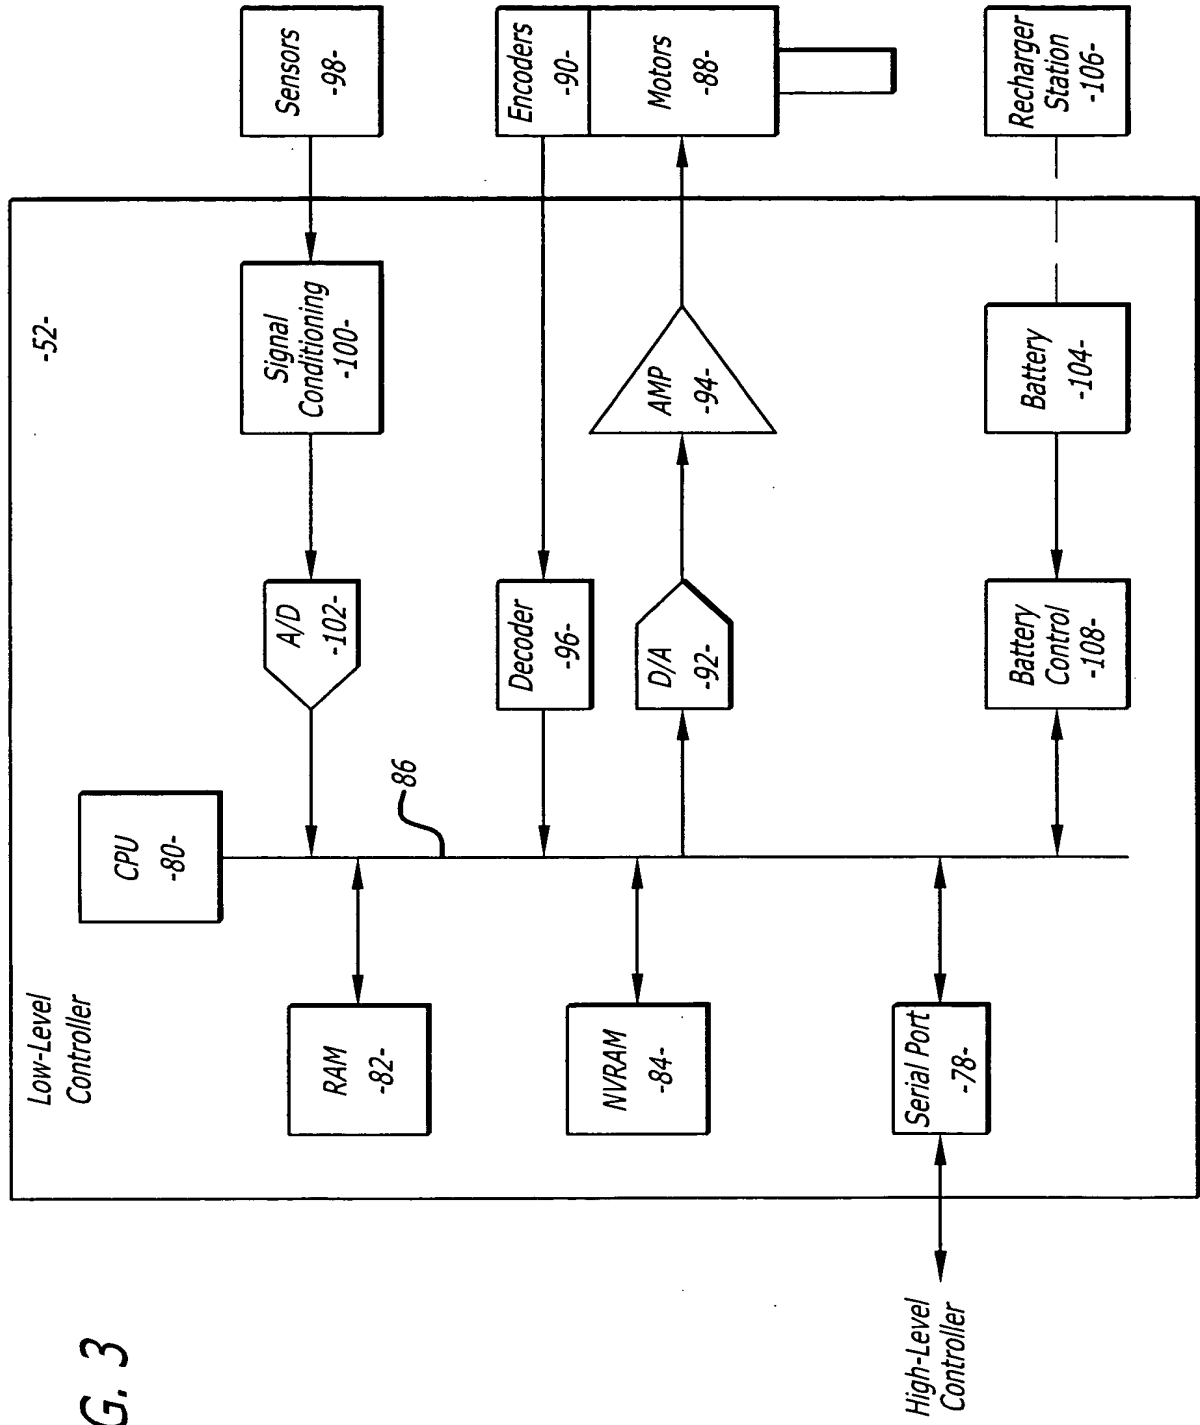 Low-Level
Controller
-52-
CPU
-80-
Sensors
-98-
Signal
Conditioning
-100-
A/D
-102-
RAM
-82-
86
Encoders
-90-
Motors
-88-
Decoder
-96-
AMP
-94-
D/A
-92-
NVRAM
-84-
Serial Port
-78-
High-Level
Controller
Recharger
Station
-106-
Battery
-104-
Battery
Control
-108-
G. 3